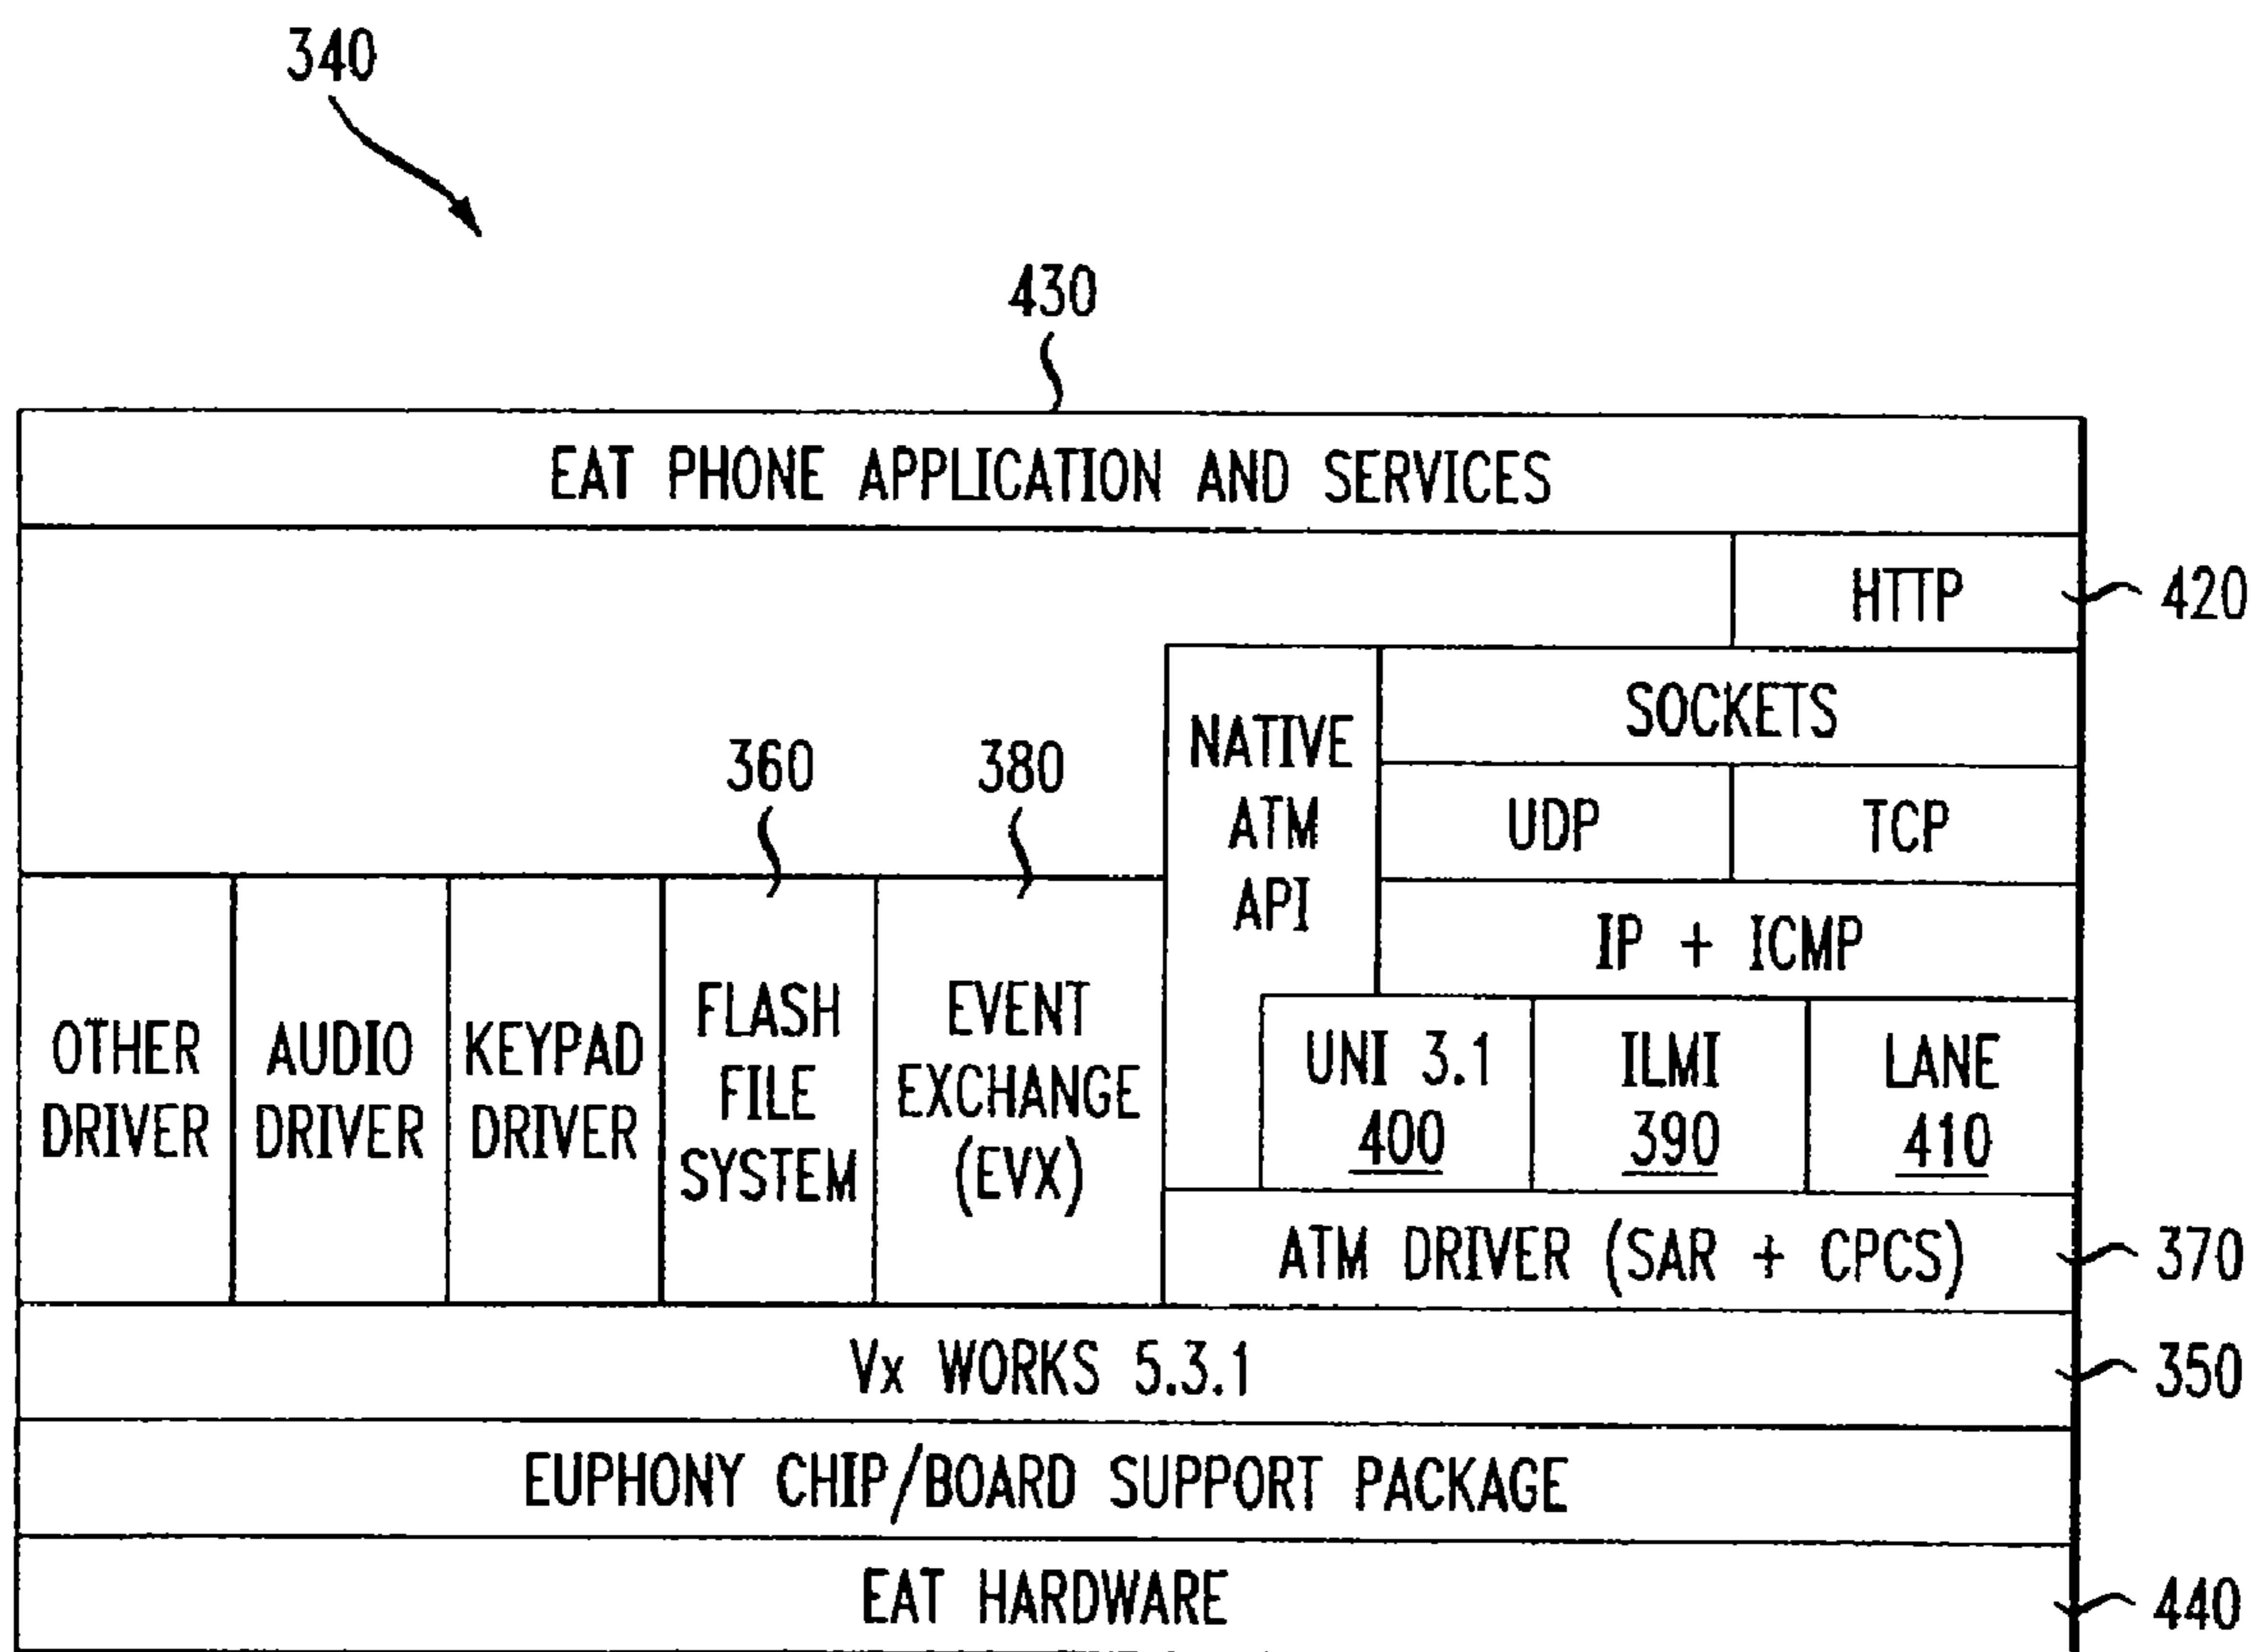 340
430
EAT PHONE APPLICATION AND SERVICES
HTTP
420
SOCKETS
NATIVE
ATM
API
UDP
TCP
360
380
IP + ICMP
OTHER
DRIVER
AUDIO
DRIVER
KEYPAD
DRIVER
FLASH
FILE
SYSTEM
EVENT
EXCHANGE
(EVX)
UNI 3.1
400
ILMI
390
LANE
410
ATM DRIVER (SAR + CPCS)
370
Vx WORKS 5.3.1
350
EUPHONY CHIP/BOARD SUPPORT PACKAGE
EAT HARDWARE
440